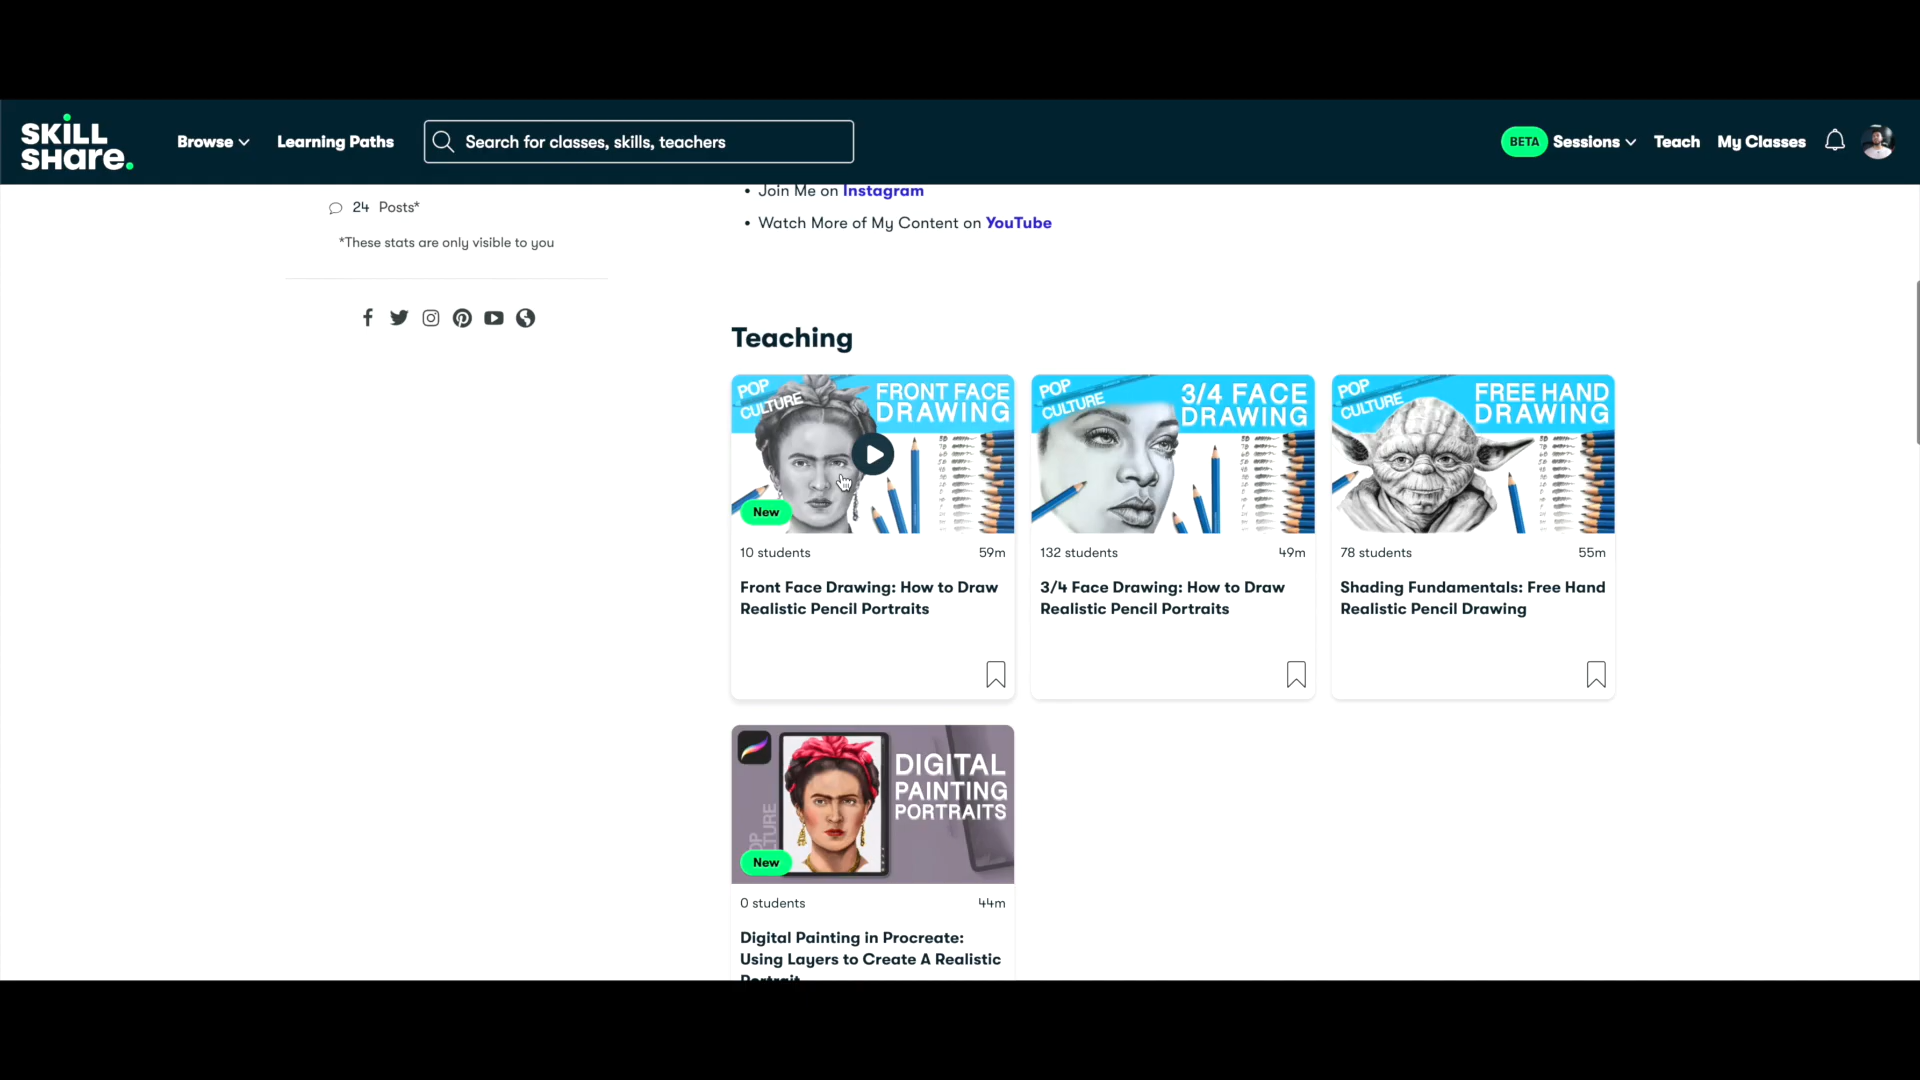 SKILL
SHARE.
Browse
Learning Paths
Search for classes, skills, teachers
BETA
Sessions
Teach
My Classes
24 Posts*
*These stats are only visible to you
• Join Me on Instagram
• Watch More of My Content on YouTube
Teaching
POP
CULTURE
FRONT FACE
DRAWING
New
10 students
59m
Front Face Drawing: How to Draw
Realistic Pencil Portraits
POP
CULTURE
3/4 FACE
DRAWING
132 students
49m
3/4 Face Drawing: How to Draw
Realistic Pencil Portraits
POP
CULTURE
FREE HAND
DRAWING
78 students
55m
Shading Fundamentals: Free Hand
Realistic Pencil Drawing
DIGITAL
PAINTING
PORTRAITS
New
0 students
44m
Digital Painting in Procreate:
Using Layers to Create A Realistic
Portrait